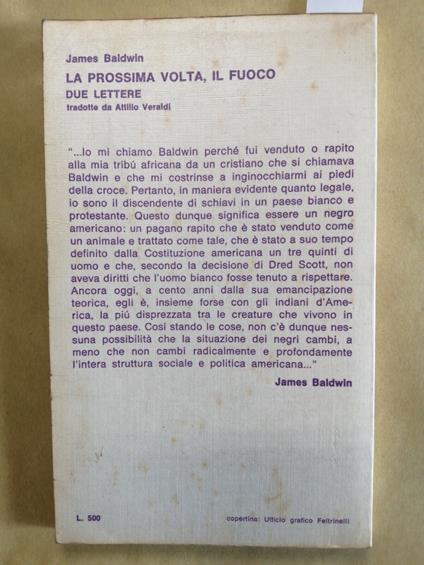 James Baldwin
LA PROSSIMA VOLTA, IL FUOCO
DUE LETTERE
tradotte da Attilio Veraldi
"...Io mi chiamo Baldwin perché fui venduto o rapito
alla mia tribú africana da un cristiano che si chiamava
Baldwin e che mi costrinse a inginocchiarmi ai piedi
della croce. Pertanto, in maniera evidente quanto legale,
io sono il discendente di schiavi in un paese bianco e
protestante. Questo dunque significa essere un negro
americano: un pagano rapito che è stato venduto come
un animale e trattato come tale, che è stato a suo tempo
definito dalla Costituzione americana un tre quinti di
uomo e che, secondo la decisione di Dred Scott, non
aveva diritti che l'uomo bianco fosse tenuto a rispettare.
Ancora oggi, a cento anni dalla sua emancipazione
teorica, egli è, insieme forse con gli indiani d'Ame-
rica, la piú disprezzata tra le creature che vivono in
questo paese. Cosí stando le cose, non c'è dunque nes-
suna possibilità che la situazione dei negri cambi, a
meno che non cambi radicalmente e profondamente
l'intera struttura sociale e politica americana..."
James Baldwin
L. 500
copertina: Ufficio grafico Feltrinelli